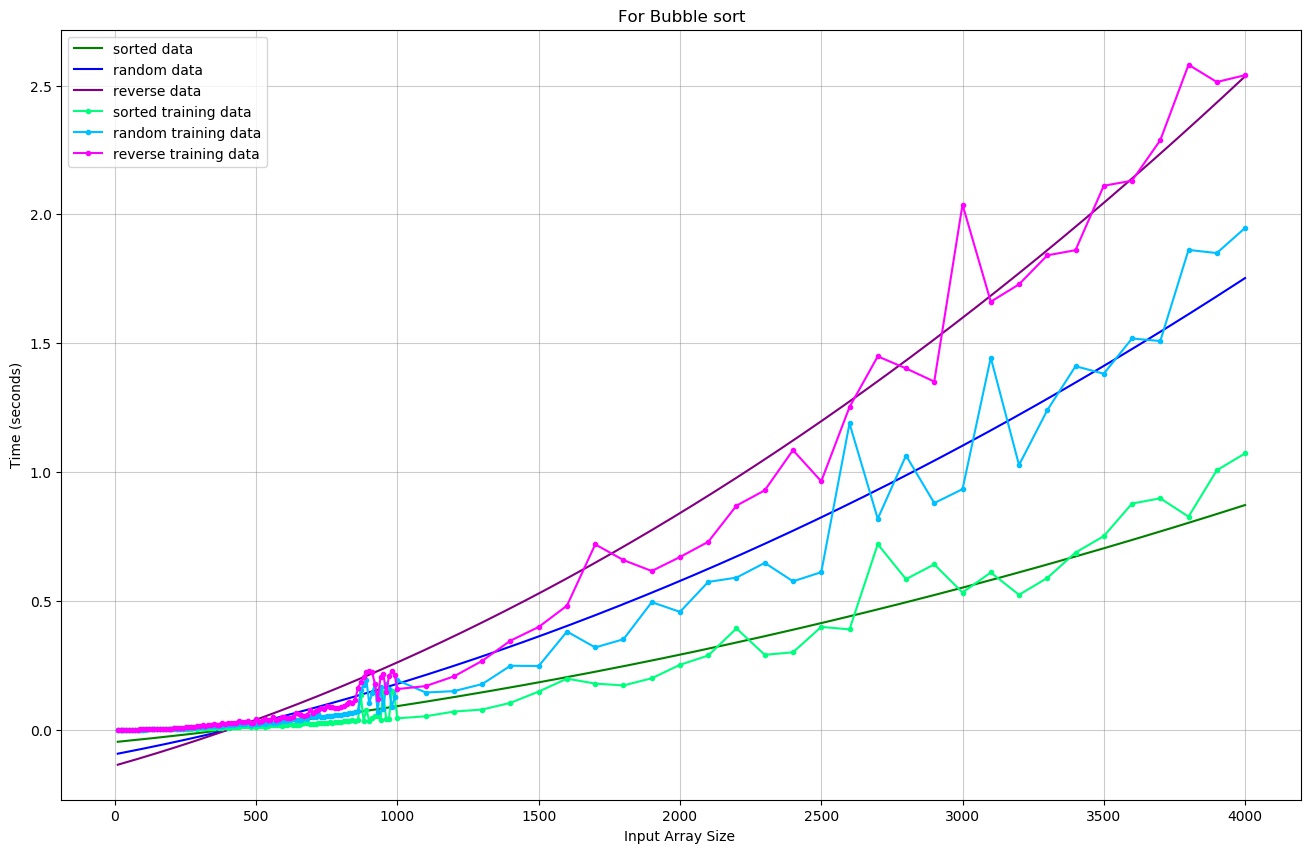 For Bubble sort
sorted data
random data
reverse data
sorted training data
random training data
reverse training data
2.5
2.0
1.5
1.0
0.5
0.0
Time (seconds)
0 500 1000 1500 2000 2500 3000 3500 4000
Input Array Size